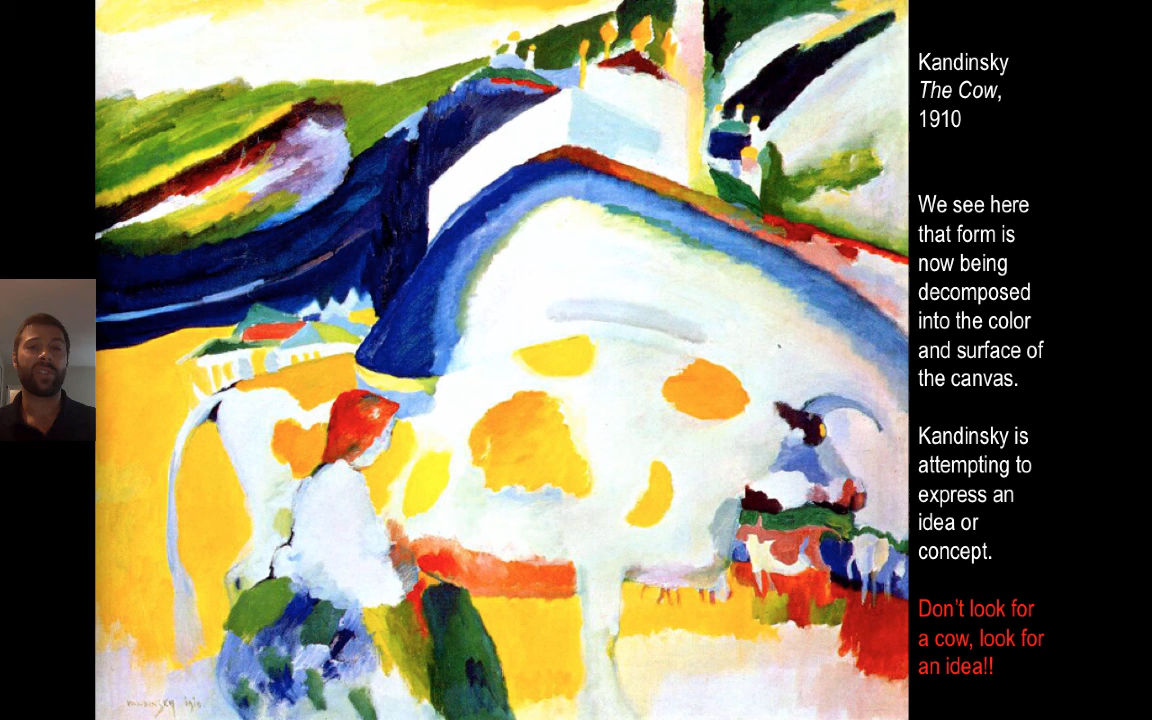 Kandinsky
The Cow,
1910
We see here
that form is
now being
decomposed
into the color
and surface of
the canvas.
Kandinsky is
attempting to
express an
idea or
concept.
Don't look for
a cow, look for
an idea!!